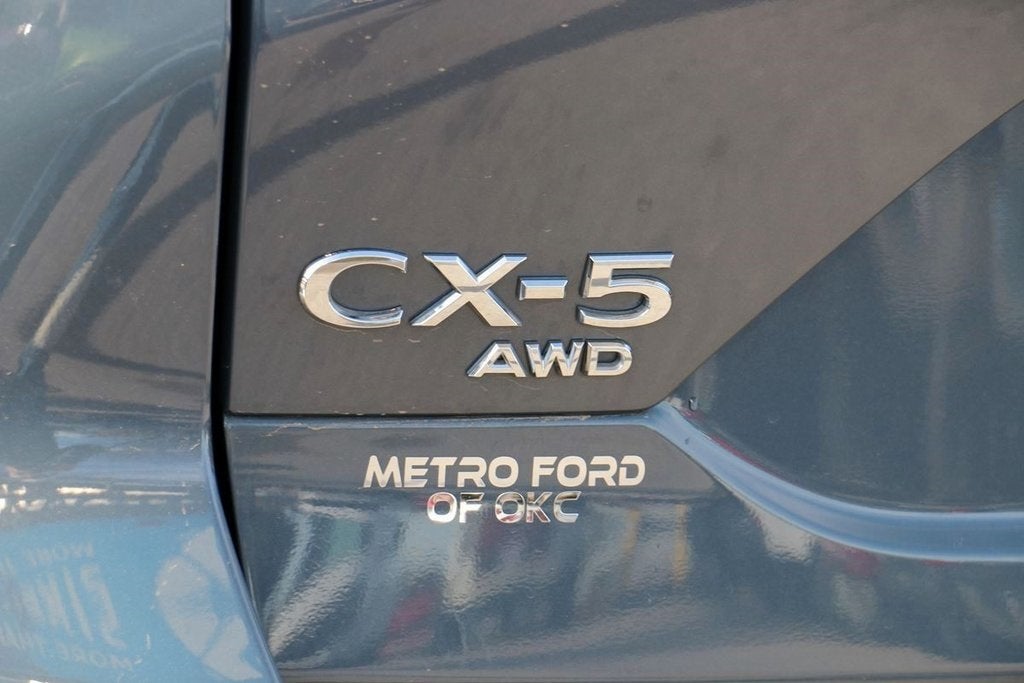 CX-5
AWD
METRO FORD
OF OKC